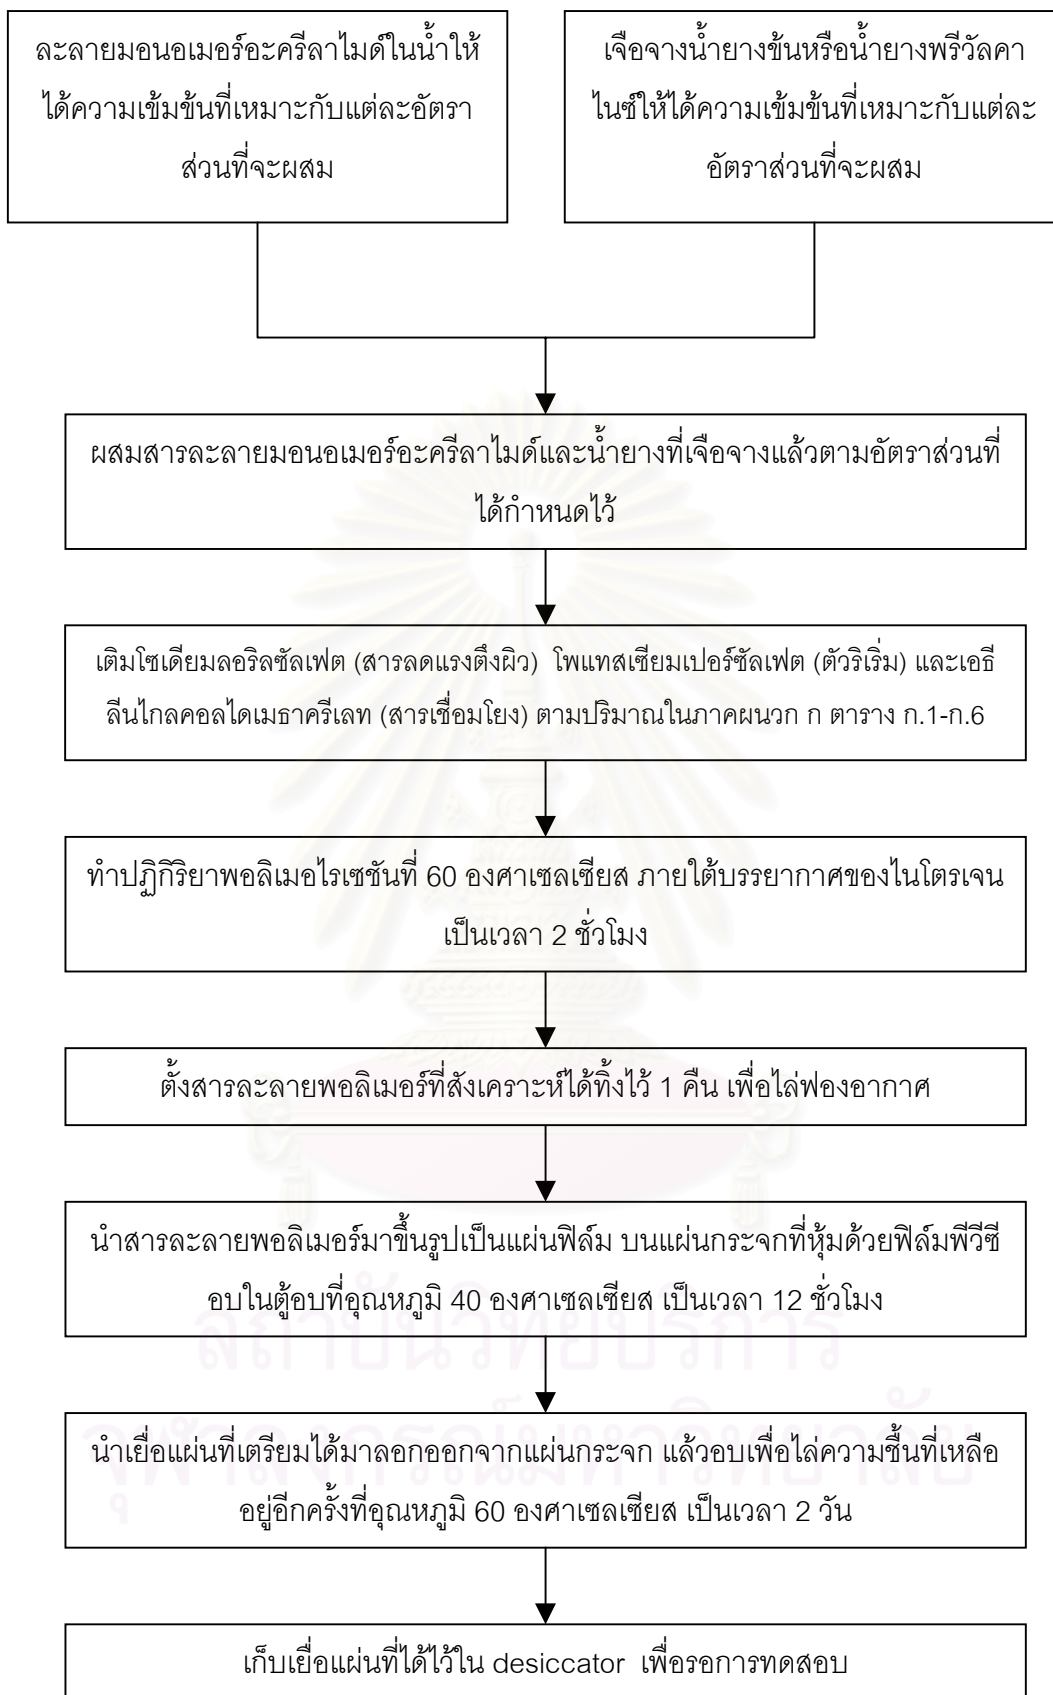 ละลายมอนอเมอร์อะครีลาไมด์ในน้ำให้
ได้ความเข้มข้นที่เหมาะกับแต่ละอัตรา
ส่วนที่จะผสม
เจือจางน้ำยางข้นหรือน้ำยางพรีวัลคา
ไนซ์ให้ได้ความเข้มข้นที่เหมาะกับแต่ละ
อัตราส่วนที่จะผสม
ผสมสารละลายมอนอเมอร์อะครีลาไมด์และน้ำยางที่เจือจางแล้วตามอัตราส่วนที่
ได้กำหนดไว้
เติมโซเดียมลอริลซัลเฟต (สารลดแรงตึงผิว) โพแทสเซียมเปอร์ซัลเฟต (ตัวริเริ่ม) และเอธี
ลีนไกลคอลไดเมธาครีเลท (สารเชื่อมโยง) ตามปริมาณในภาคผนวก ก ตาราง ก.1-ก.6
ทำปฏิกิริยาพอลิเมอไรเซชันที่ 60 องศาเซลเซียส ภายใต้บรรยากาศของไนโตรเจน
เป็นเวลา 2 ชั่วโมง
ตั้งสารละลายพอลิเมอร์ที่สังเคราะห์ได้ทิ้งไว้ 1 คืน เพื่อไล่ฟองอากาศ
นำสารละลายพอลิเมอร์มาขึ้นรูปเป็นแผ่นฟิล์ม บนแผ่นกระจกที่หุ้มด้วยฟิล์มพีวีซี
อบในตู้อบที่อุณหภูมิ 40 องศาเซลเซียส เป็นเวลา 12 ชั่วโมง
สถาบันวิทยบริการ
จุฬาลงกรณ์มหาวิทยาลัย
นำเยื่อแผ่นที่เตรียมได้มาลอกออกจากแผ่นกระจก แล้วอบเพื่อไล่ความชื้นที่เหลือ
อยู่อีกครั้งที่อุณหภูมิ 60 องศาเซลเซียส เป็นเวลา 2 วัน
เก็บเยื่อแผ่นที่ได้ไว้ใน desiccator เพื่อรอการทดสอบ